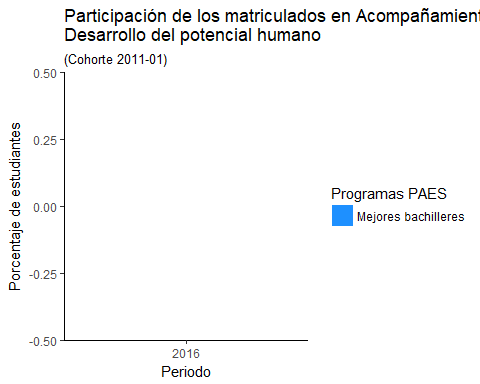 Participación de los matriculados en Acompañamient
Desarrollo del potencial humano
(Cohorte 2011-01)
Porcentaje de estudiantes
0.50
0.25
0.00
-0.25
-0.50
2016
Periodo
Programas PAES
Mejores bachilleres